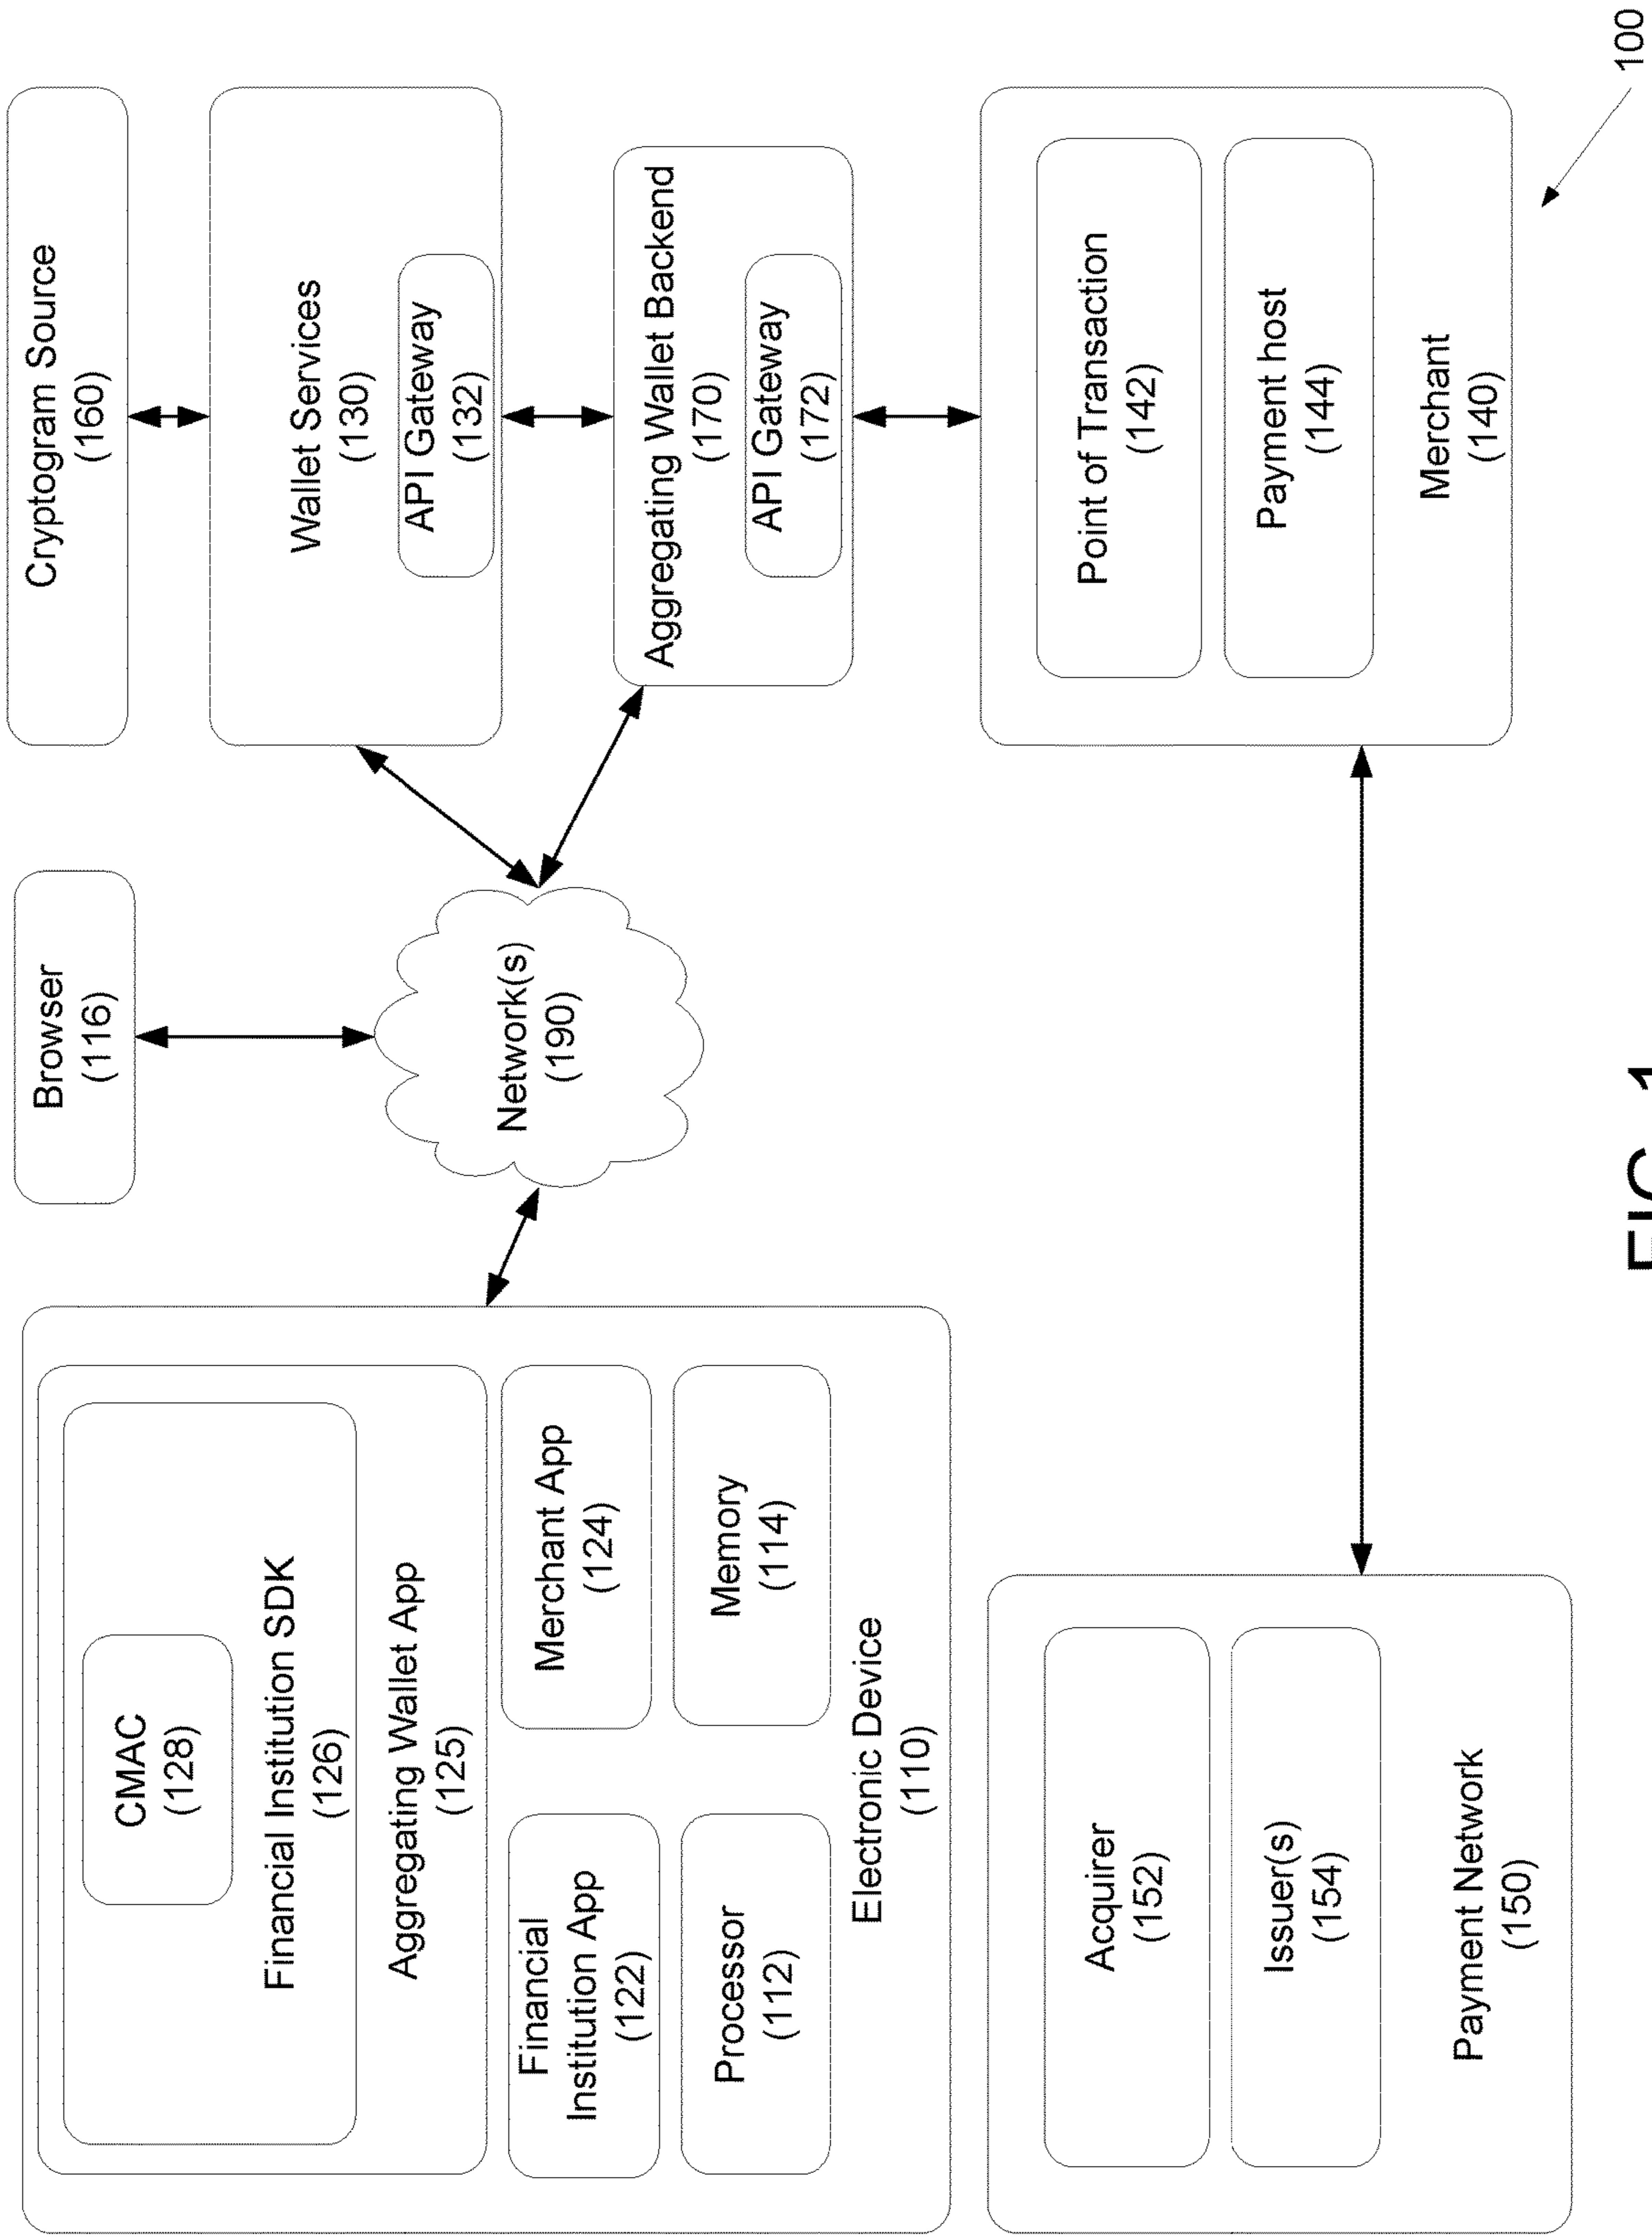 CMAC
(128)
Financial Institution SDK
(126)
Aggregating Wallet App
(125)
Financial
Institution App
(122)
Merchant App
(124)
Processor
(112)
Memory
(114)
Electronic Device
(110)
Browser
(116)
Network(s)
(190)
Cryptogram Source
(160)
Wallet Services
(130)
API Gateway
(132)
Aggregating Wallet Backend
(170)
API Gateway
(172)
Acquirer
(152)
Issuer(s)
(154)
Payment Network
(150)
Point of Transaction
(142)
Payment host
(144)
Merchant
(140)
100
FIG. 1